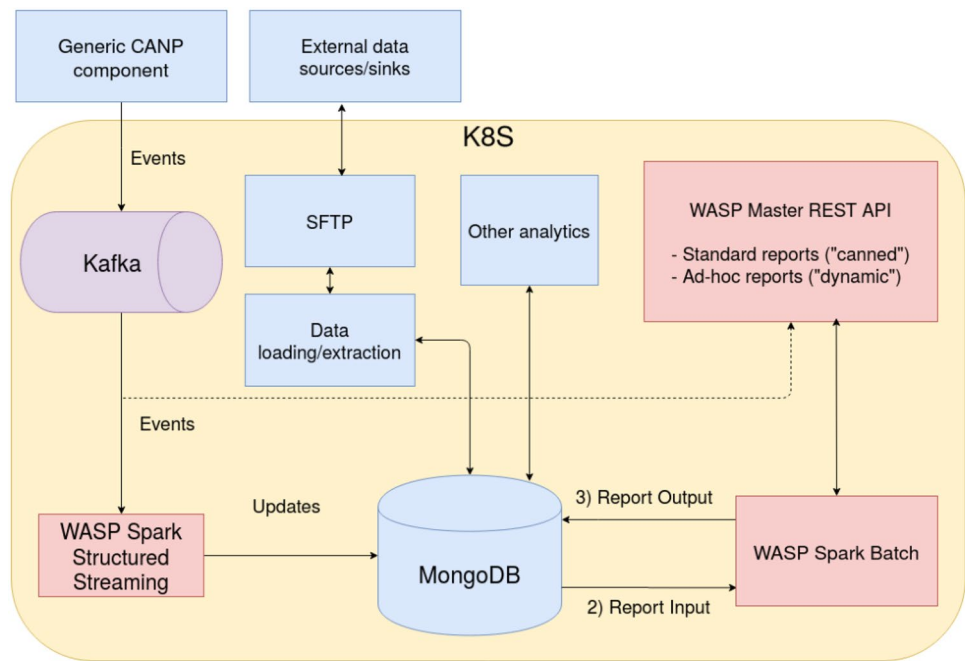 Generic CANP
component
External data
sources/sinks
K8S
Events
Kafka
SFTP
Other analytics
WASP Master REST API
- Standard reports ("canned")
- Ad-hoc reports ("dynamic")
Data
loading/extraction
Events
Updates
WASP Spark
Structured
Streaming
MongoDB
3) Report Output
2) Report Input
WASP Spark Batch